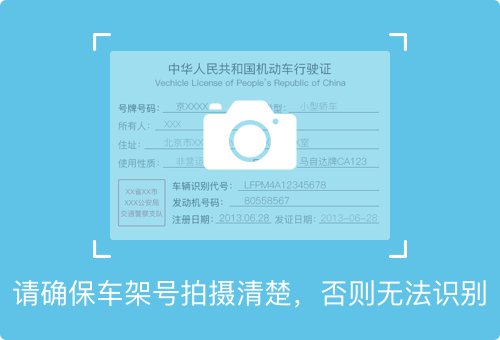 中华人民共和国机动车行驶证
Vechicle License of People's Republic of China
号牌号码： 京XXXX 型： 小型轿车
所有人： XXX
住址： 北京市XX 室
使用性质： 非营运 马自达牌CA123
XX省XX市
XXX公安局
交通警察支队
车辆识别代号： LFPM4A12345678
发动机号码： 80558567
注册日期： 2013.06.28 发证日期： 2013-06-28
请确保车架号拍摄清楚，否则无法识别